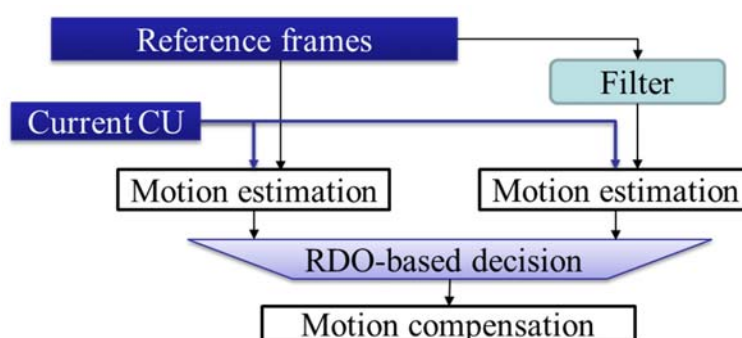 Reference frames
Filter
Current CU
Motion estimation
Motion estimation
RDO-based decision
Motion compensation